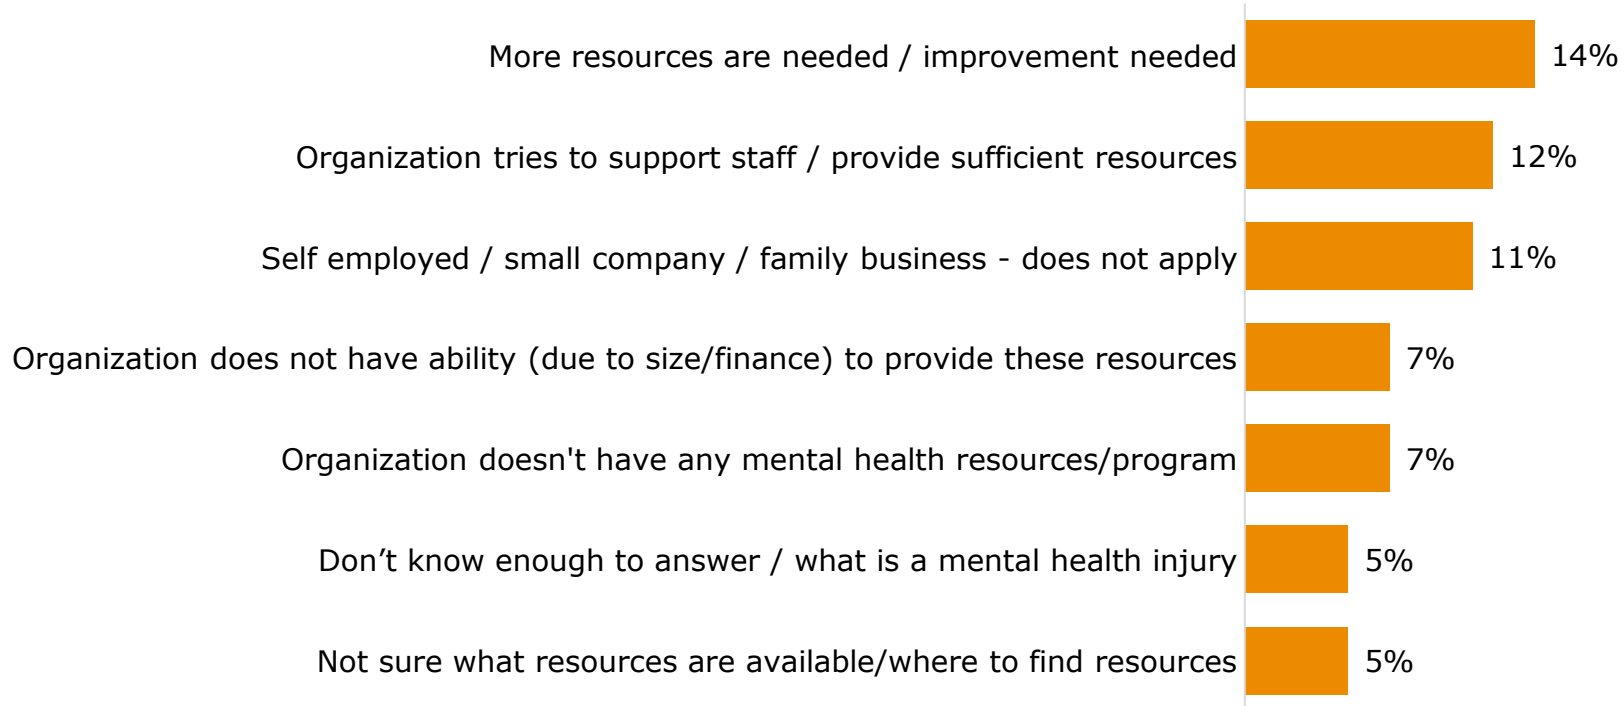 More resources are needed / improvement needed 14%
Organization tries to support staff / provide sufficient resources 12%
Self employed / small company / family business - does not apply 11%
Organization does not have ability (due to size/finance) to provide these resources 7%
Organization doesn't have any mental health resources/program 7%
Don’t know enough to answer / what is a mental health injury 5%
Not sure what resources are available/where to find resources 5%